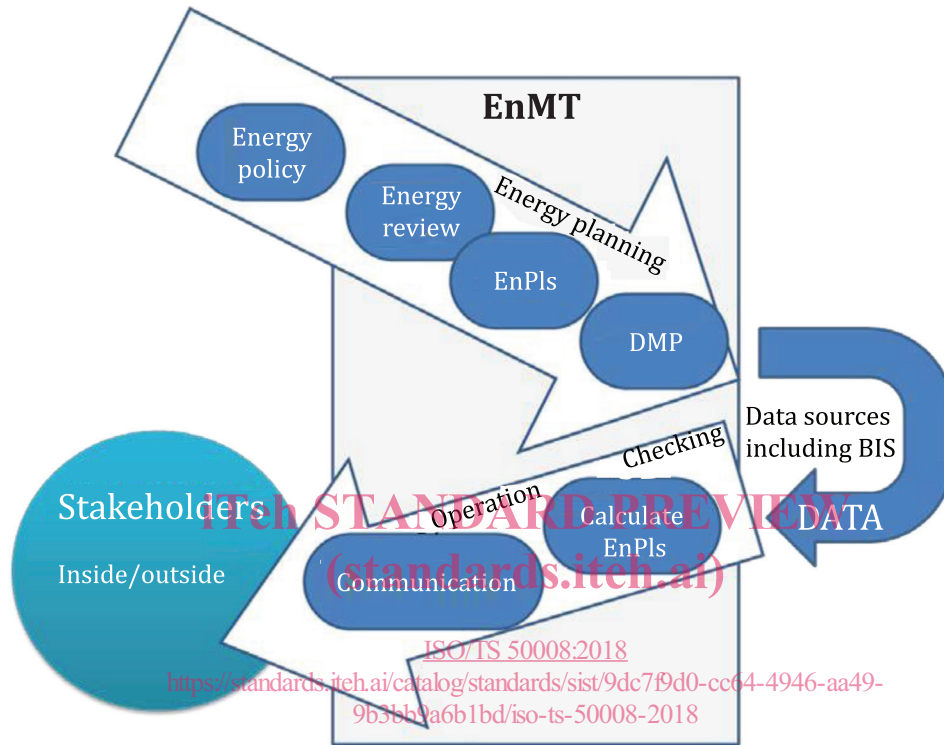 EnMT
Energy
policy
Energy
review
Energy planning
EnPls
DMP
Data sources
including BIS
Checking
DATA
Operation
Calculate
EnPls
Communication
Stakeholders
Inside/outside
iTeh STANDARD PREVIEW
(standards.iteh.ai)
ISO/TS 50008:2018
https://standards.iteh.ai/catalog/standards/sist/9dc7f9d0-cc64-4946-aa49-
9b3bb9a6b1bd/iso-ts-50008-2018